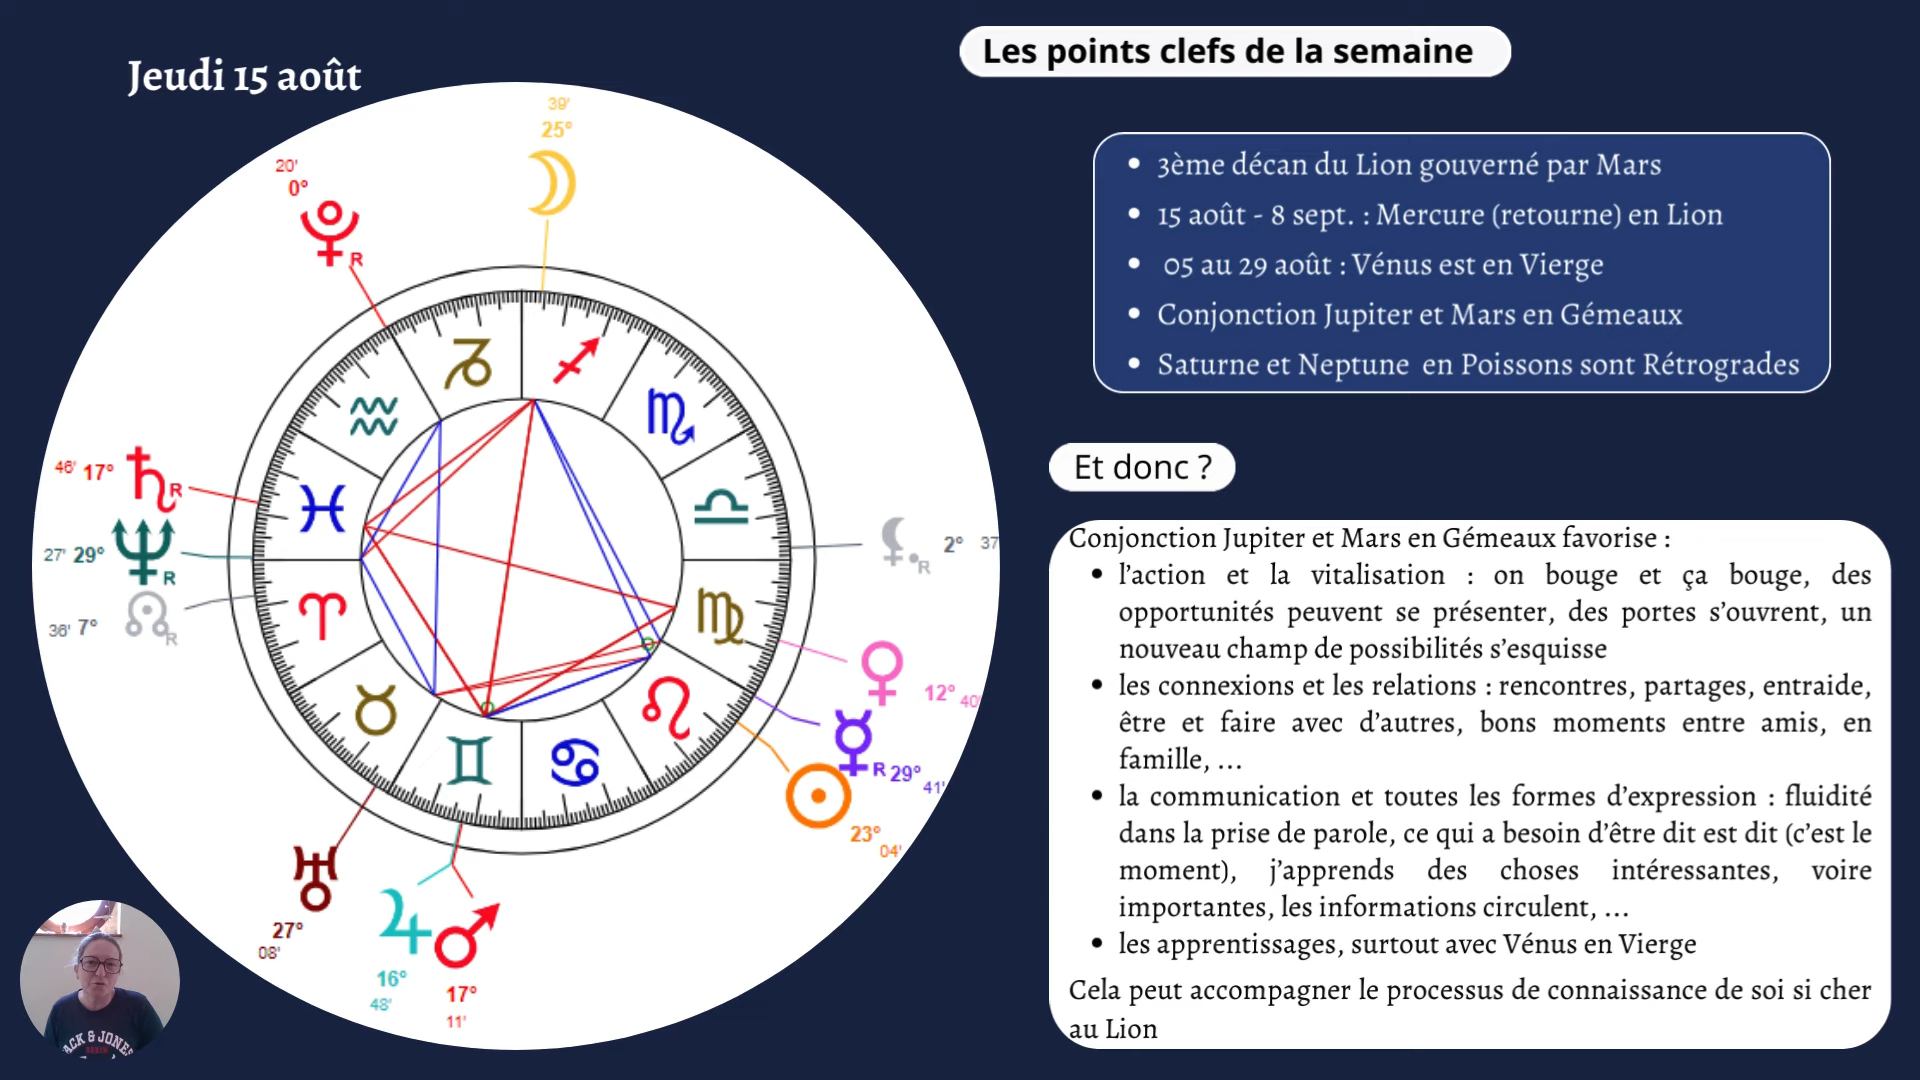 Jeudi 15 août
Les points clefs de la semaine
39'
25°
20'
0°
R
46' 17°
R
27' 29°
R
36' 7°
R
2° 37
R
12° 40'
R 29° 41'
23°
04'
27°
08'
16°
48'
17°
11'
3ème décan du Lion gouverné par Mars
15 août - 8 sept. : Mercure (retourne) en Lion
05 au 29 août : Vénus est en Vierge
Conjonction Jupiter et Mars en Gémeaux
Saturne et Neptune en Poissons sont Rétrogrades
Et donc ?
Conjonction Jupiter et Mars en Gémeaux favorise :
l’action et la vitalisation : on bouge et ça bouge, des
opportunités peuvent se présenter, des portes s’ouvrent, un
nouveau champ de possibilités s’esquisse
les connexions et les relations : rencontres, partages, entraide,
être et faire avec d’autres, bons moments entre amis, en
famille, ...
la communication et toutes les formes d’expression : fluidité
dans la prise de parole, ce qui a besoin d’être dit est dit (c’est le
moment), j’apprends des choses intéressantes, voire
importantes, les informations circulent, ...
les apprentissages, surtout avec Vénus en Vierge
Cela peut accompagner le processus de connaissance de soi si cher
au Lion
ACK & JONES